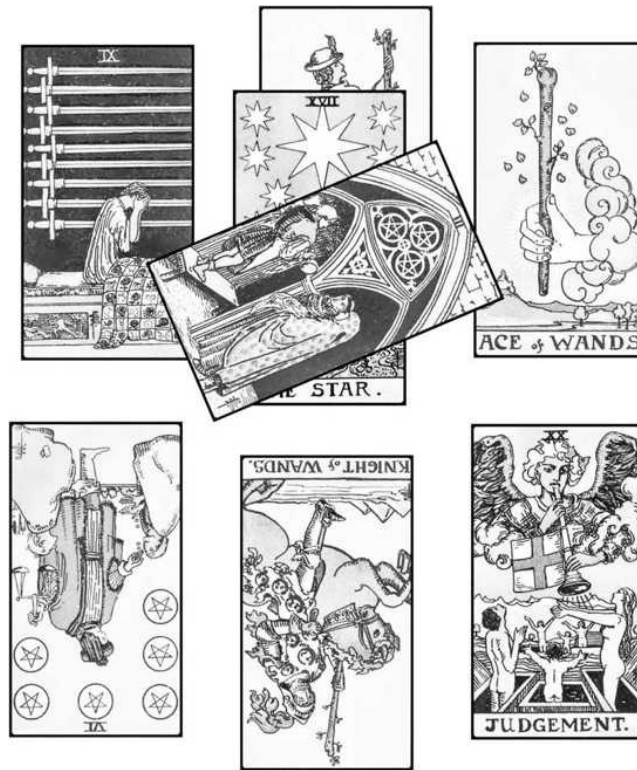 IX
XVII
ACE of WANDS
STAR.
KNIGHT of WANDS.
XX
VI
JUDGEMENT.